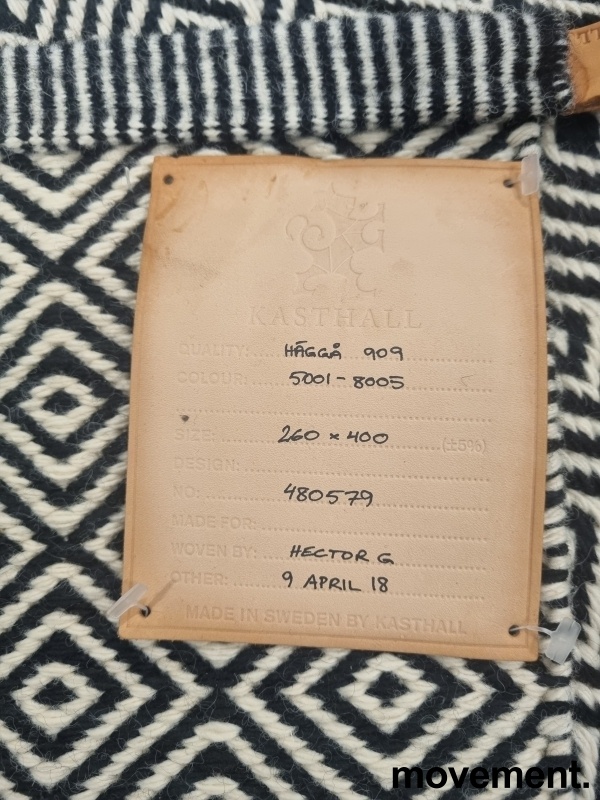 KASTHALL
QUALITY: HÄGGÅ 909
COLOUR: 5001-8005
SIZE: 260 x 400 (±5%)
DESIGN:
NO.: 480579
MADE FOR:
WOVEN BY: HECTOR G
OTHER: 9 APRIL 18
MADE IN SWEDEN BY KASTHALL
movement.